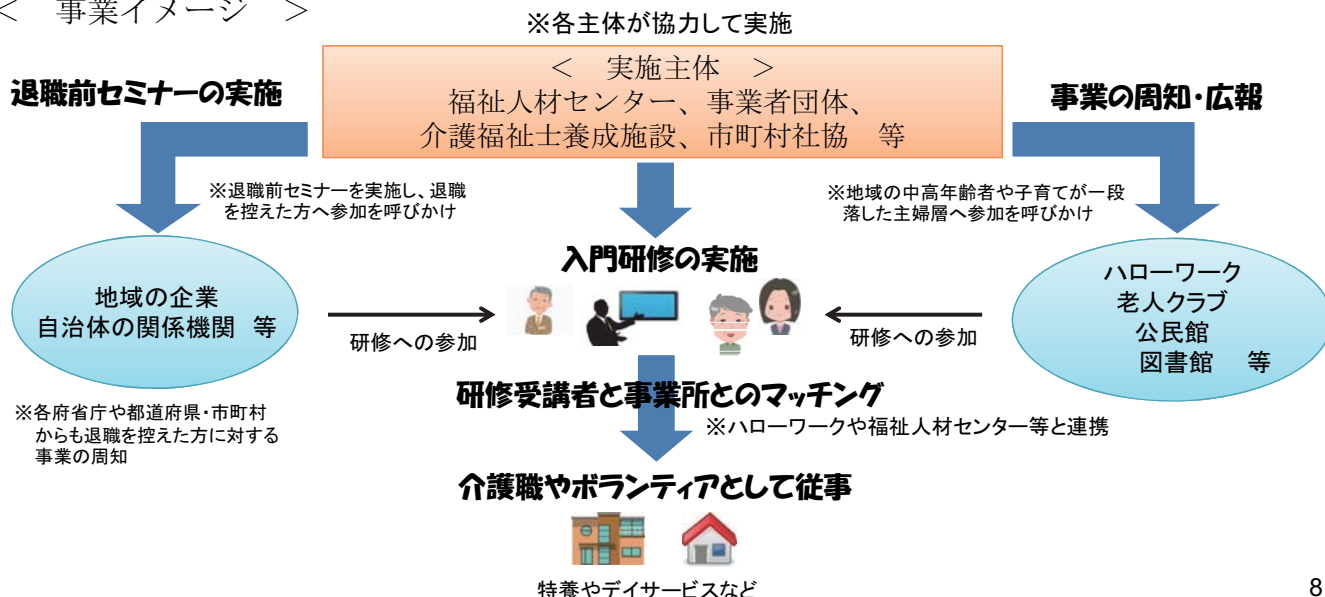 ＜　事業イメージ　＞
※各主体が協力して実施
＜　実施主体　＞
福祉人材センター、事業者団体、
介護福祉士養成施設、市町村社協　等
退職前セミナーの実施
事業の周知・広報
※退職前セミナーを実施し、退職
を控えた方へ参加を呼びかけ
※地域の中高年齢者や子育てが一段
落した主婦層へ参加を呼びかけ
入門研修の実施
地域の企業
自治体の関係機関　等
ハローワーク
老人クラブ
公民館
図書館　等
研修への参加
研修への参加
研修受講者と事業所とのマッチング
※ハローワークや福祉人材センター等と連携
※各府省庁や都道府県・市町村
からも退職を控えた方に対する
事業の周知
介護職やボランティアとして従事
特養やデイサービスなど
8